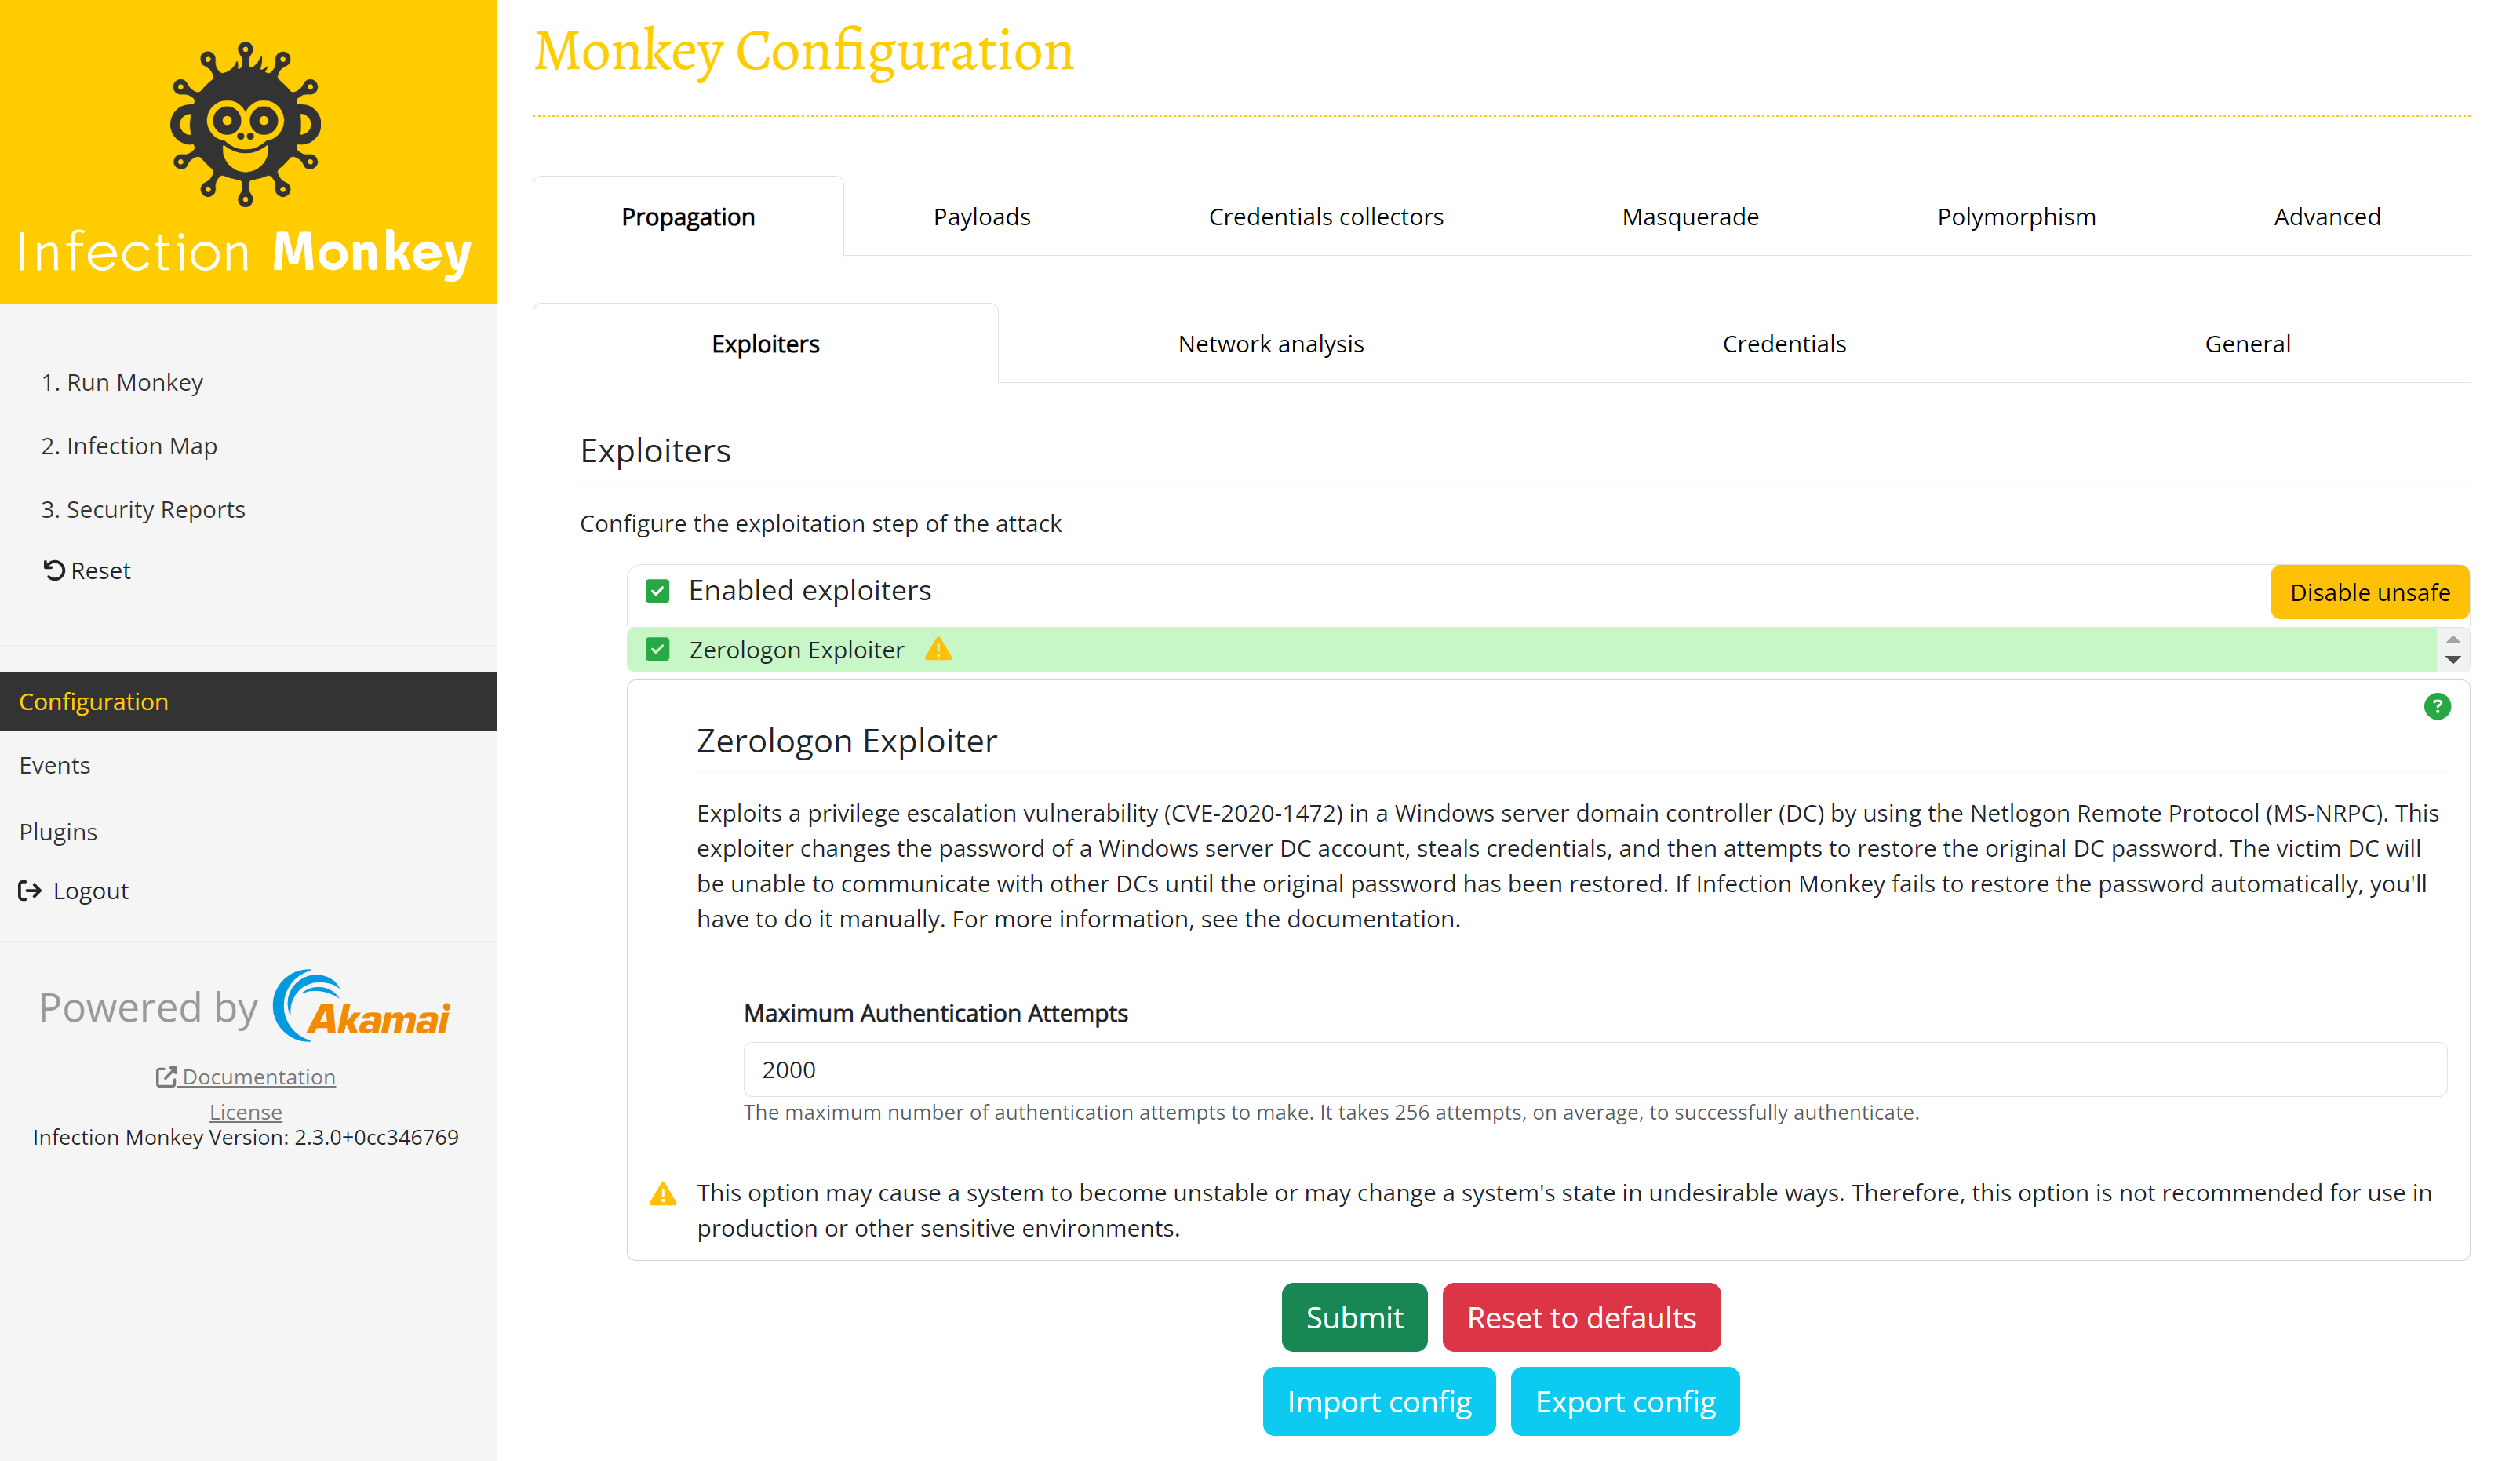 Infection Monkey
1. Run Monkey
2. Infection Map
3. Security Reports
Reset
Configuration
Events
Plugins
Logout
Powered by Akamai
Documentation
License
Infection Monkey Version: 2.3.0+0cc346769
Monkey Configuration
Propagation Payloads Credentials collectors Masquerade Polymorphism Advanced
Exploiters Network analysis Credentials General
Exploiters
Configure the exploitation step of the attack
Enabled exploiters Disable unsafe
Zerologon Exploiter
Zerologon Exploiter
Exploits a privilege escalation vulnerability (CVE-2020-1472) in a Windows server domain controller (DC) by using the Netlogon Remote Protocol (MS-NRPC). This
exploiter changes the password of a Windows server DC account, steals credentials, and then attempts to restore the original DC password. The victim DC will
be unable to communicate with other DCs until the original password has been restored. If Infection Monkey fails to restore the password automatically, you'll
have to do it manually. For more information, see the documentation.
Maximum Authentication Attempts
2000
The maximum number of authentication attempts to make. It takes 256 attempts, on average, to successfully authenticate.
This option may cause a system to become unstable or may change a system's state in undesirable ways. Therefore, this option is not recommended for use in
production or other sensitive environments.
Submit Reset to defaults
Import config Export config